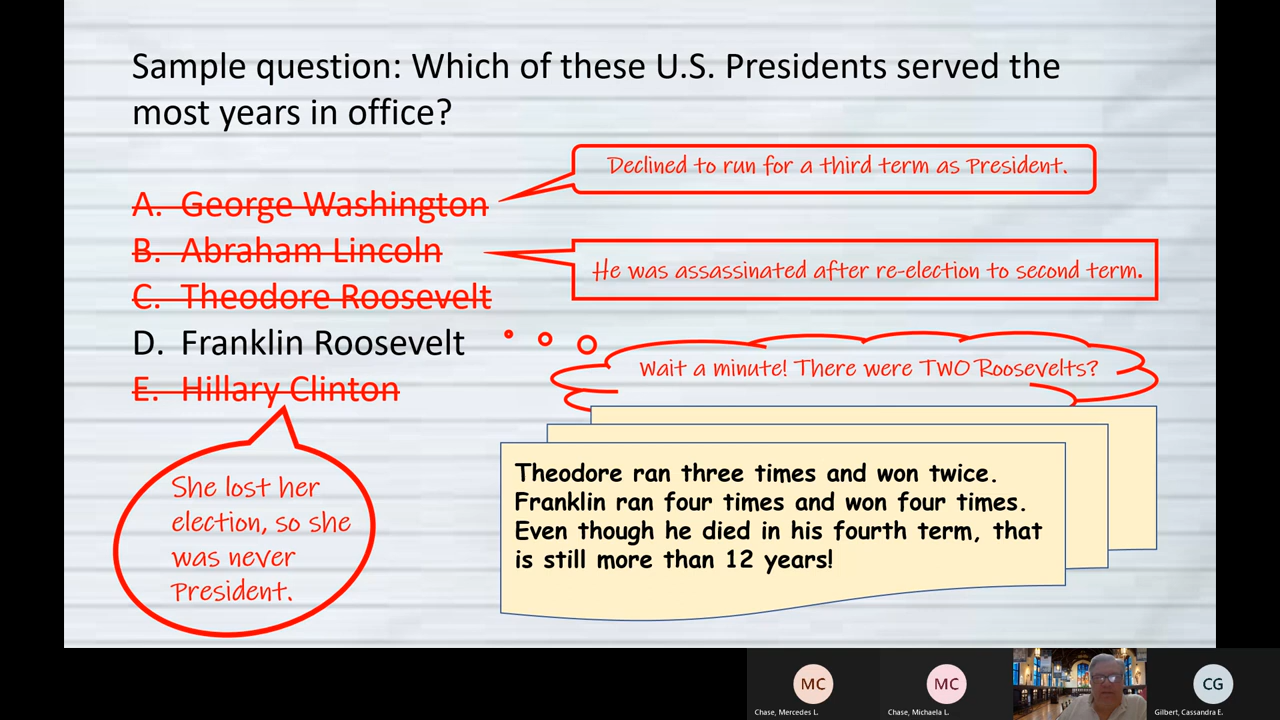 Sample question: Which of these U.S. Presidents served the
most years in office?
Declined to run for a third term as President.
A. George Washington
B. Abraham Lincoln
He was assassinated after re-election to second term.
C. Theodore Roosevelt
D. Franklin Roosevelt
Wait a minute! There were TWO Roosevelts?
E. Hillary Clinton
She lost her
election, so she
was never
President.
Theodore ran three times and won twice.
Franklin ran four times and won four times.
Even though he died in his fourth term, that
is still more than 12 years!
MC
Chase, Mercedes L.
MC
Chase, Michaela L.
CG
Gilbert, Cassandra E.